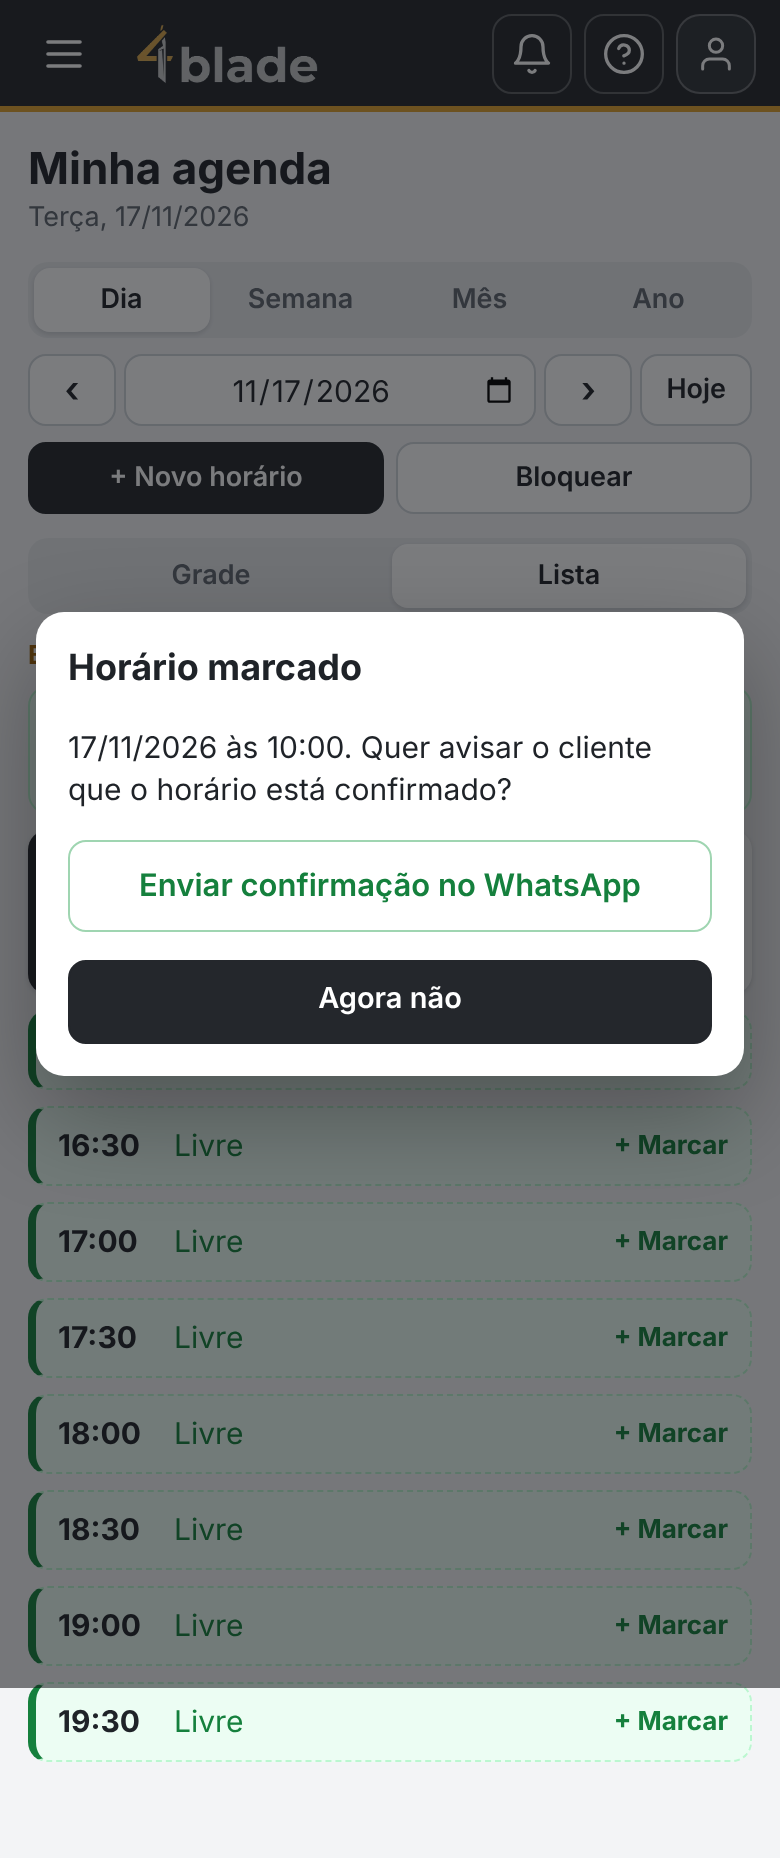 4blade
Minha agenda
Terça, 17/11/2026
Dia Semana Mês Ano
‹ 11/17/2026 › Hoje
+ Novo horário Bloquear
Grade Lista
Horário marcado
17/11/2026 às 10:00. Quer avisar o cliente
que o horário está confirmado?
Enviar confirmação no WhatsApp
Agora não
16:30 Livre + Marcar
17:00 Livre + Marcar
17:30 Livre + Marcar
18:00 Livre + Marcar
18:30 Livre + Marcar
19:00 Livre + Marcar
19:30 Livre + Marcar